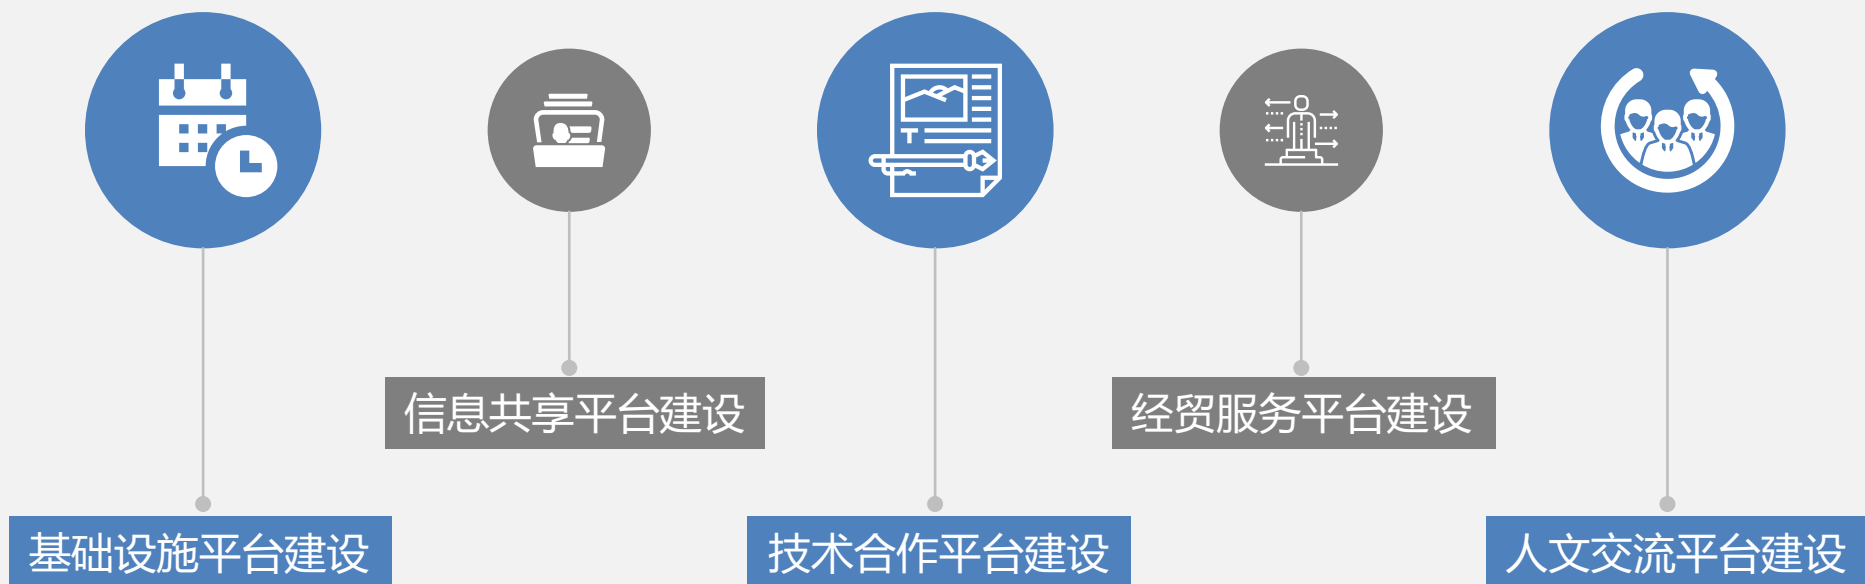 基础设施平台建设
信息共享平台建设
技术合作平台建设
经贸服务平台建设
人文交流平台建设